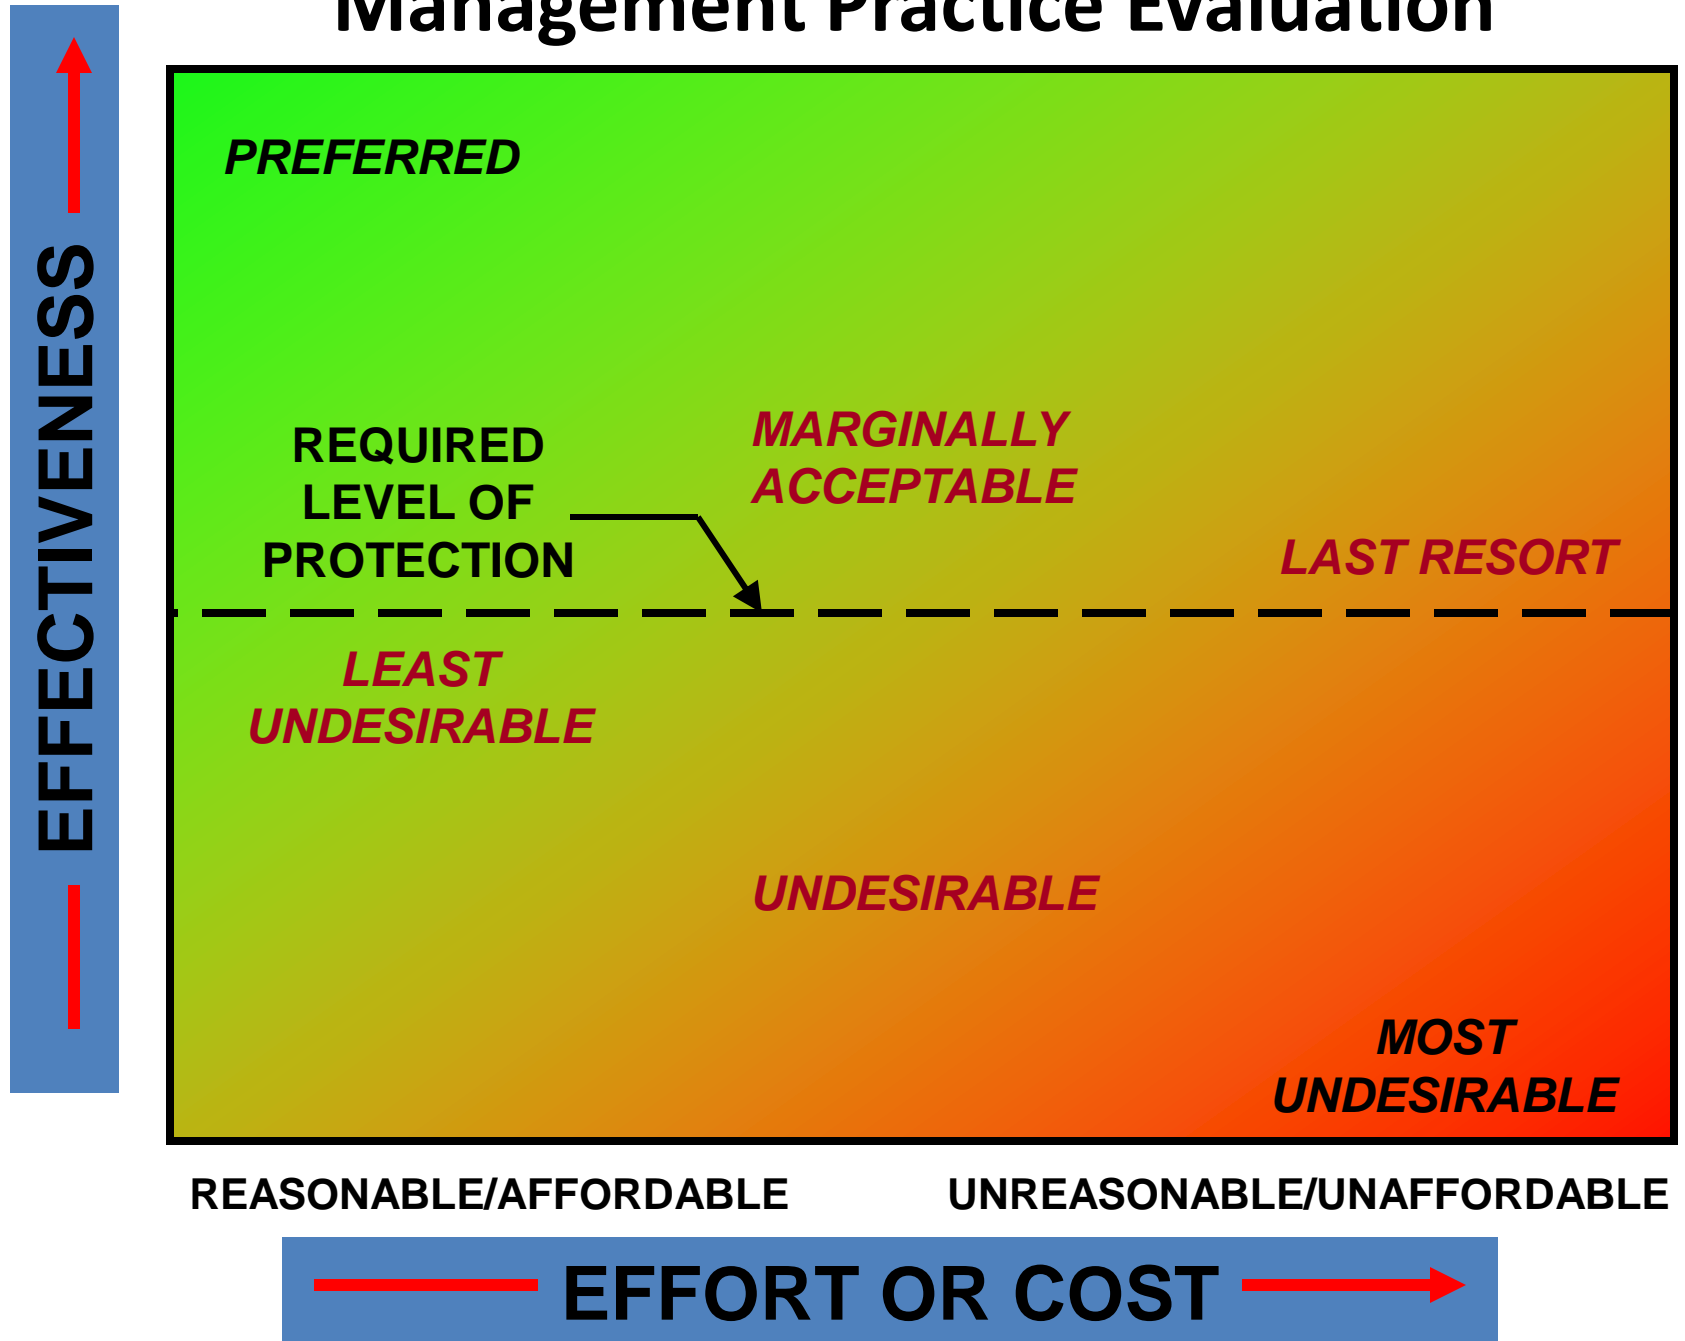 Management Practice Evaluation
EFFECTIVENESS
PREFERRED
REQUIRED
LEVEL OF
PROTECTION
MARGINALLY
ACCEPTABLE
LAST RESORT
LEAST
UNDESIRABLE
UNDESIRABLE
MOST
UNDESIRABLE
REASONABLE/AFFORDABLE
UNREASONABLE/UNAFFORDABLE
EFFORT OR COST